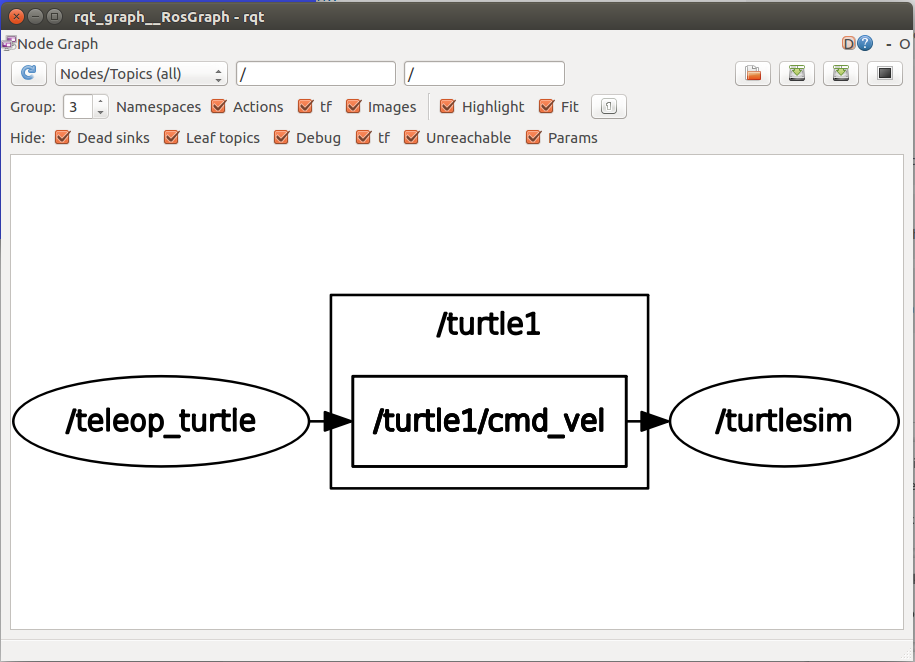 rqt_graph__RosGraph - rqt
Node Graph D ? - O
Nodes/Topics (all) / /
Group: 3 Namespaces Actions tf Images Highlight Fit
Hide: Dead sinks Leaf topics Debug tf Unreachable Params
/turtle1
/teleop_turtle /turtle1/cmd_vel /turtlesim